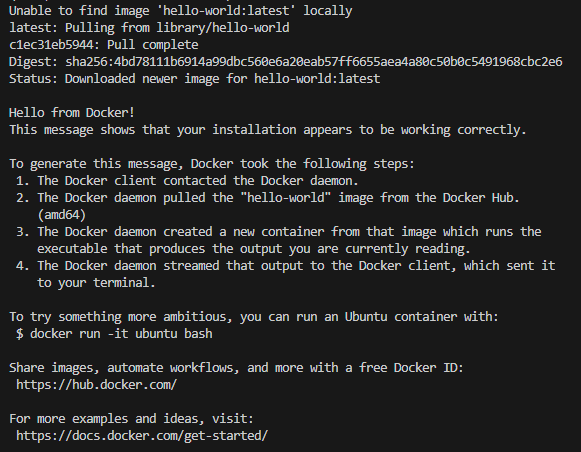 Unable to find image 'hello-world:latest' locally
latest: Pulling from library/hello-world
c1ec31eb5944: Pull complete
Digest: sha256:4bd78111b6914a99dbc560e6a20eab57ff6655aea4a80c50b0c5491968cbc2e6
Status: Downloaded newer image for hello-world:latest

Hello from Docker!
This message shows that your installation appears to be working correctly.

To generate this message, Docker took the following steps:
 1. The Docker client contacted the Docker daemon.
 2. The Docker daemon pulled the "hello-world" image from the Docker Hub.
    (amd64)
 3. The Docker daemon created a new container from that image which runs the
    executable that produces the output you are currently reading.
 4. The Docker daemon streamed that output to the Docker client, which sent it
    to your terminal.

To try something more ambitious, you can run an Ubuntu container with:
 $ docker run -it ubuntu bash

Share images, automate workflows, and more with a free Docker ID:
 https://hub.docker.com/

For more examples and ideas, visit:
 https://docs.docker.com/get-started/